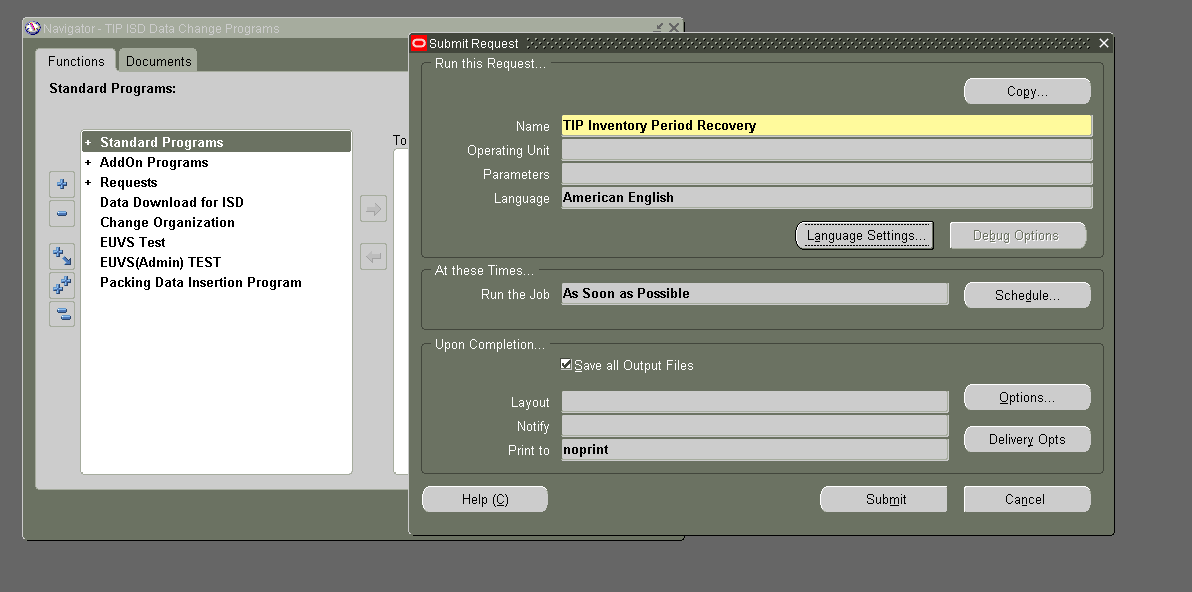 Navigator - TIP ISD Data Change Programs
Functions
Documents
Standard Programs:
+ Standard Programs
+ AddOn Programs
+ Requests
Data Download for ISD
Change Organization
EUVS Test
EUVS(Admin) TEST
Packing Data Insertion Program
To
Submit Request
Run this Request...
Copy...
Name TIP Inventory Period Recovery
Operating Unit
Parameters
Language American English
Language Settings...
Debug Options
At these Times...
Run the Job As Soon as Possible
Schedule...
Upon Completion...
Save all Output Files
Layout
Options...
Notify
Delivery Opts
Print to noprint
Help (C)
Submit
Cancel